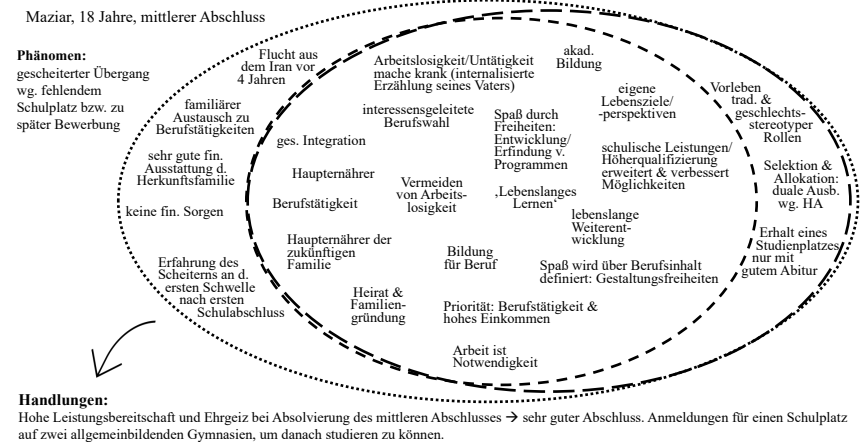 Maziar, 18 Jahre, mittlerer Abschluss
Phänomen:
gescheiterter Übergang
wg. fehlendem
Schulplatz bzw. zu
später Bewerbung
Flucht aus
dem Iran vor
4 Jahren
familiärer
Austausch zu
Berufstätigkeiten
sehr gute fin.
Ausstattung d.
Herkunftsfamilie
keine fin. Sorgen
Erfahrung des
Scheiterns an d.
ersten Schwelle
nach ersten
Schulabschluss
Arbeitslosigkeit/Untätigkeit
mache krank (internalisierte
Erzählung seines Vaters)
akad.
Bildung
interessensgeleitete
Berufswahl
ges. Integration
Haupternährer
Berufstätigkeit
Haupternährer der
zukünftigen
Familie
Vermeiden
von Arbeits-
losigkeit
Spaß durch
Freiheiten:
Entwicklung/
Erfindung v.
Programmen
‚Lebenslanges
Lernen‘
eigene
Lebensziele/
-perspektiven
schulische Leistungen/
Höherqualifizierung
erweitert & verbessert
Möglichkeiten
lebenslange
Weiterent-
wicklung
Bildung
für Beruf
Spaß wird über Berufsinhalt
definiert: Gestaltungsfreiheiten
Heirat &
Familien-
gründung
Priorität: Berufstätigkeit &
hohes Einkommen
Arbeit ist
Notwendigkeit
Vorleben
trad. &
geschlechts-
stereotyper
Rollen
Selektion &
Allokation:
duale Ausb.
wg. HA
Erhalt eines
Studienplatzes
nur mit
gutem Abitur
Handlungen:
Hohe Leistungsbereitschaft und Ehrgeiz bei Absolvierung des mittleren Abschlusses → sehr guter Abschluss. Anmeldungen für einen Schulplatz
auf zwei allgemeinbildenden Gymnasien, um danach studieren zu können.